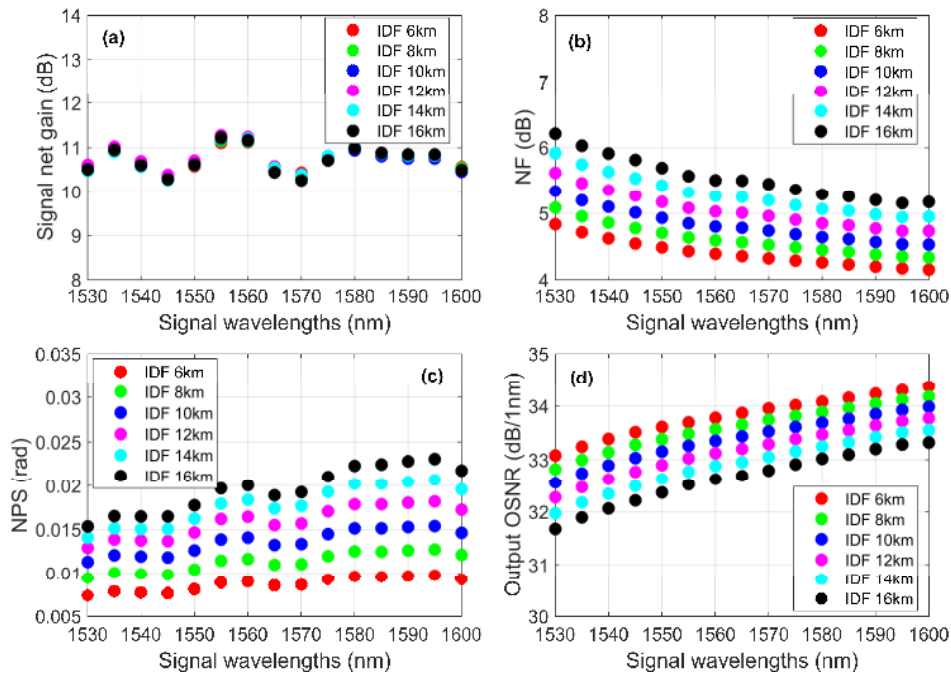 14
13
12
11
10
9
8
Signal net gain (dB)
(a)
IDF 6km
IDF 8km
IDF 10km
IDF 12km
IDF 14km
IDF 16km
1530 1540 1550 1560 1570 1580 1590 1600
Signal wavelengths (nm)
8
7
6
5
4
NF (dB)
(b)
IDF 6km
IDF 8km
IDF 10km
IDF 12km
IDF 14km
IDF 16km
1530 1540 1550 1560 1570 1580 1590 1600
Signal wavelengths (nm)
0.035
0.03
0.025
0.02
0.015
0.01
0.005
NPS (rad)
IDF 6km
IDF 8km
IDF 10km
IDF 12km
IDF 14km
IDF 16km
(c)
1530 1540 1550 1560 1570 1580 1590 1600
Signal wavelengths (nm)
35
34
33
32
31
30
Output OSNR (dB/1nm)
(d)
IDF 6km
IDF 8km
IDF 10km
IDF 12km
IDF 14km
IDF 16km
1530 1540 1550 1560 1570 1580 1590 1600
Signal wavelengths (nm)